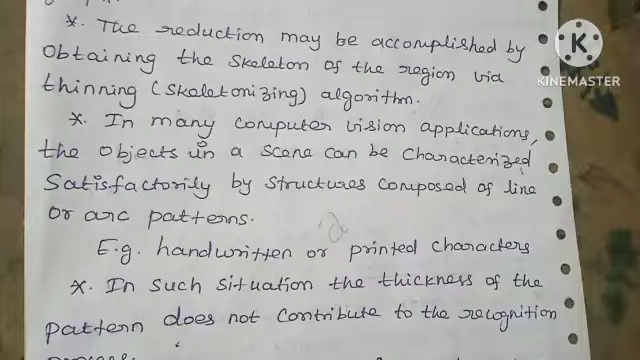 *. The reduction may be accomplished by
obtaining the skeleton of the region via
thinning (skeletonizing) algorithm.
*. In many computer vision applications,
the objects in a scene can be characterized
satisfactorily by structures composed of line
or arc patterns.
E.g. handwritten or printed characters
*. In such situation the thickness of the
pattern does not contribute to the recognition
K
KINEMASTER